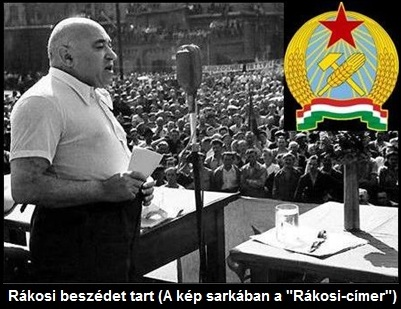 Rákosi beszédet tart (A kép sarkában a "Rákosi-címer")